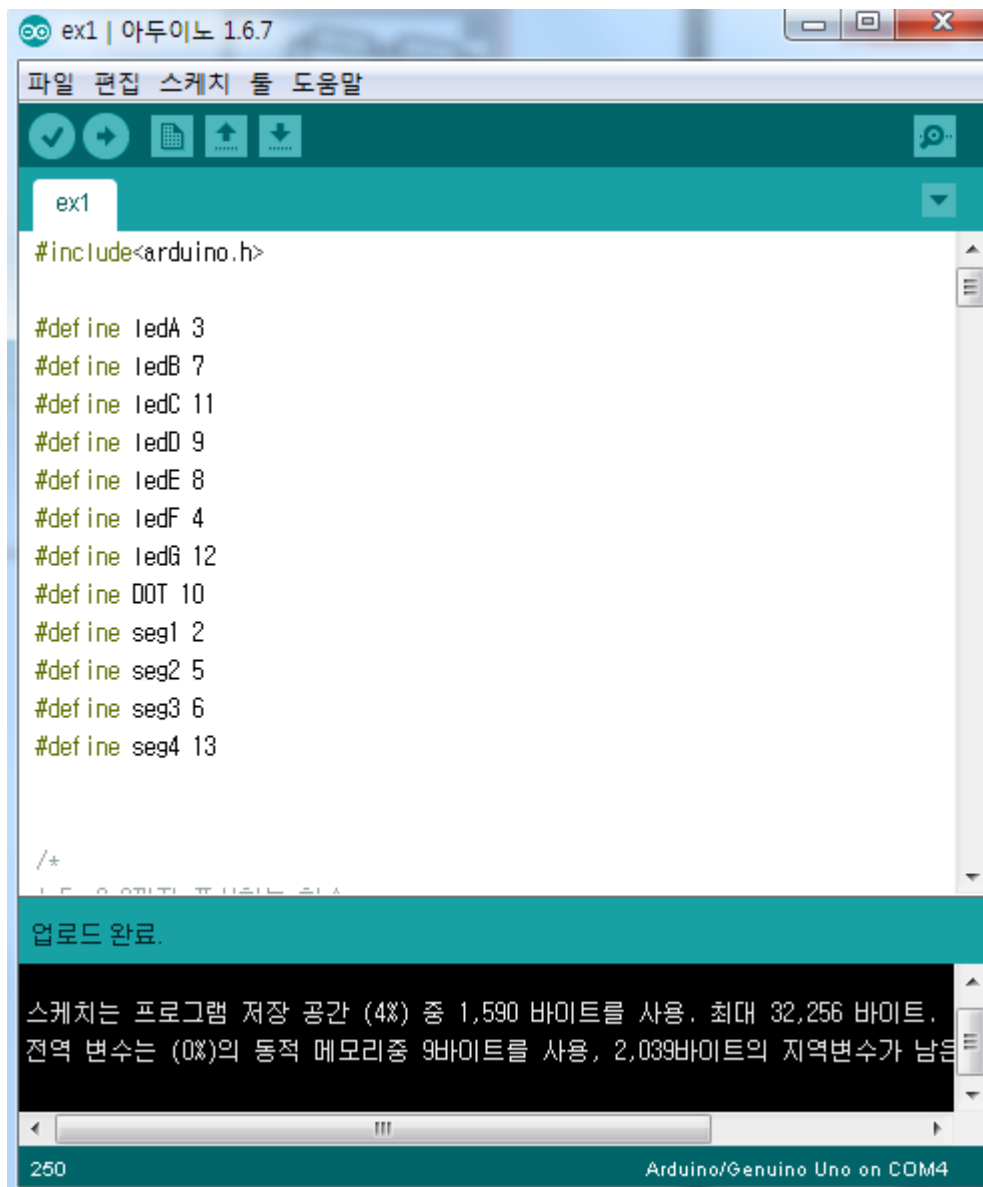 ex1 | 아두이노 1.6.7
파일 편집 스케치 툴 도움말
ex1
#include<arduino.h>
#define ledA 3
#define ledB 7
#define ledC 11
#define ledD 9
#define ledE 8
#define ledF 4
#define ledG 12
#define DOT 10
#define seg1 2
#define seg2 5
#define seg3 6
#define seg4 13
/*
업로드 완료.
스케치는 프로그램 저장 공간 (4%) 중 1,590 바이트를 사용. 최대 32,256 바이트.
전역 변수는 (0%)의 동적 메모리중 9바이트를 사용, 2,039바이트의 지역변수가 남은
250
Arduino/Genuino Uno on COM4